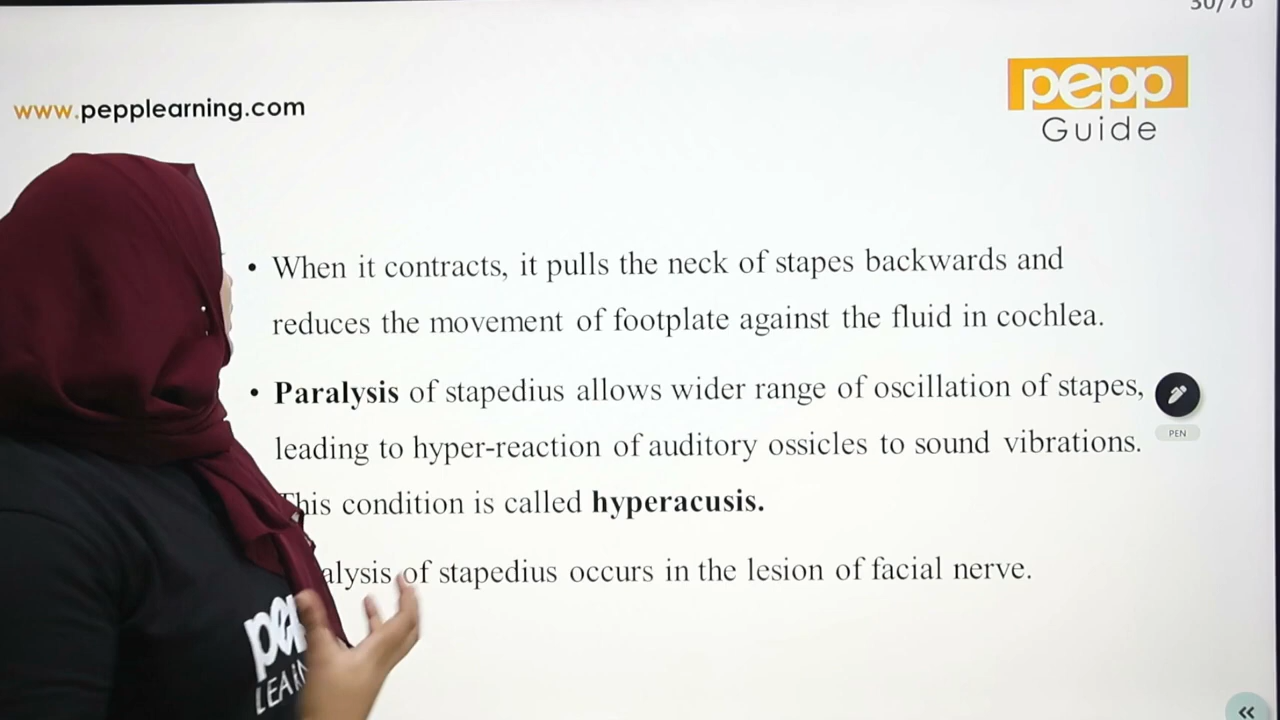 30/76
www.pepplearning.com
pepp
Guide
• When it contracts, it pulls the neck of stapes backwards and
reduces the movement of footplate against the fluid in cochlea.
• Paralysis of stapedius allows wider range of oscillation of stapes,
leading to hyper-reaction of auditory ossicles to sound vibrations.
This condition is called hyperacusis.
alysis of stapedius occurs in the lesion of facial nerve.
PEN
«